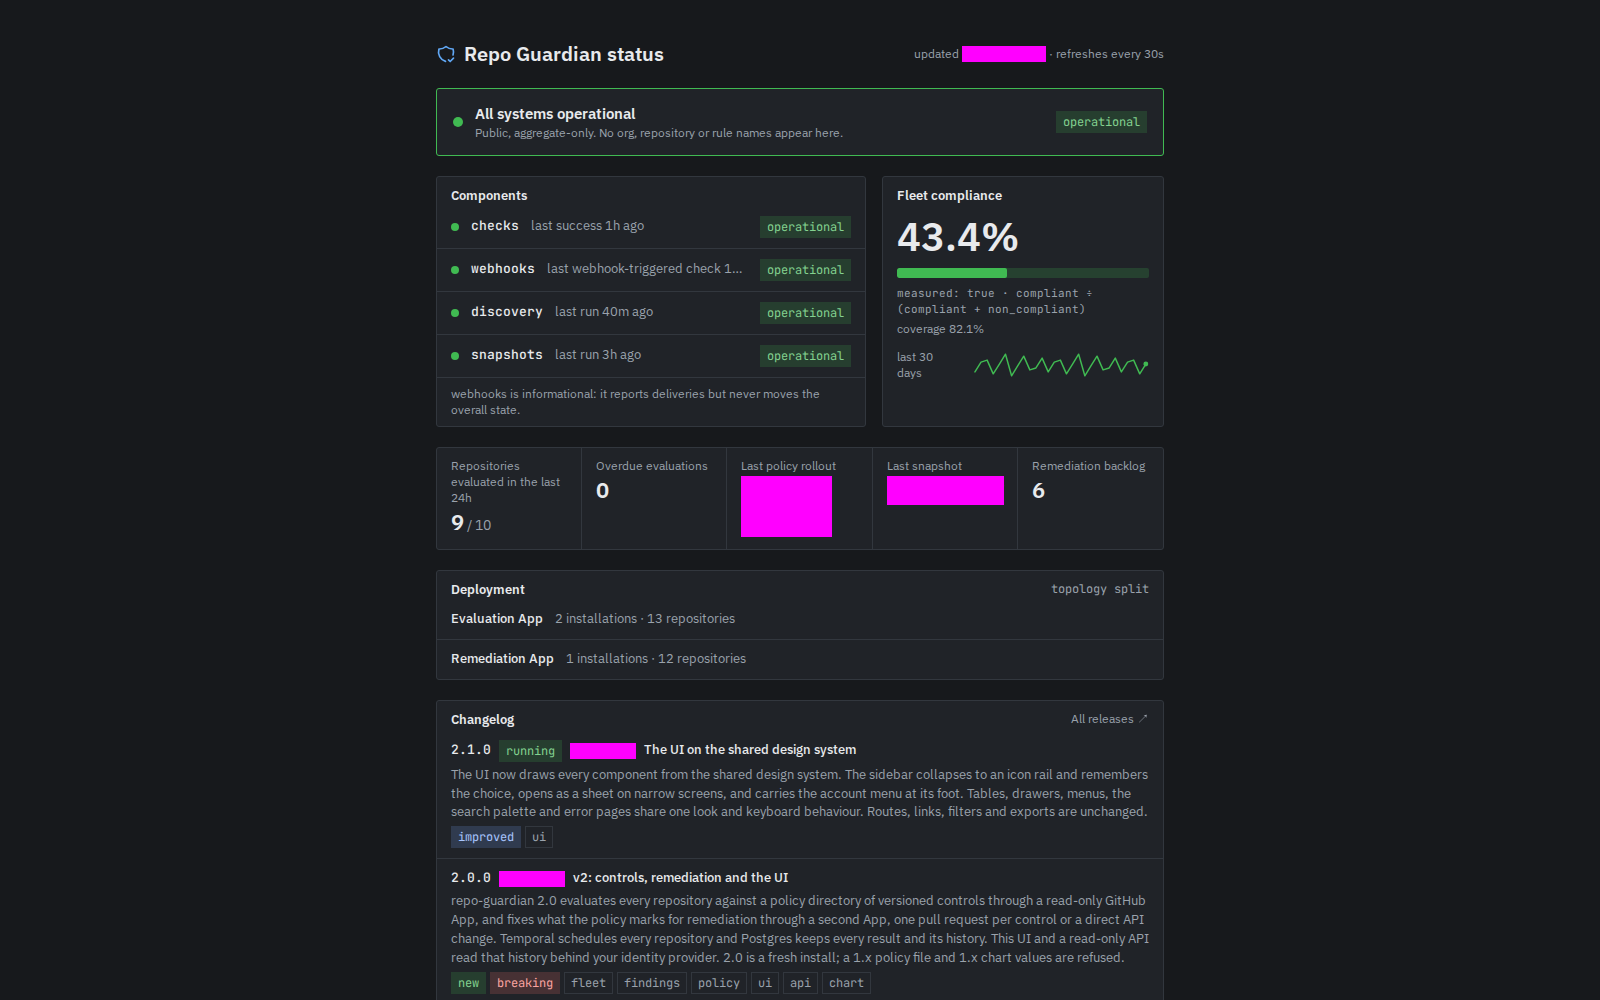 Repo Guardian status
updated
· refreshes every 30s
All systems operational
Public, aggregate-only. No org, repository or rule names appear here.
operational
Components
checks last success 1h ago operational
webhooks last webhook-triggered check 1... operational
discovery last run 40m ago operational
snapshots last run 3h ago operational
webhooks is informational: it reports deliveries but never moves the
overall state.
Fleet compliance
43.4%
measured: true · compliant ÷
(compliant + non_compliant)
coverage 82.1%
last 30
days
Repositories
evaluated in the last
24h
9 / 10
Overdue evaluations
0
Last policy rollout
Last snapshot
Remediation backlog
6
Deployment
topology split
Evaluation App 2 installations · 13 repositories
Remediation App 1 installations · 12 repositories
Changelog
All releases ↗
2.1.0 running The UI on the shared design system
The UI now draws every component from the shared design system. The sidebar collapses to an icon rail and remembers
the choice, opens as a sheet on narrow screens, and carries the account menu at its foot. Tables, drawers, menus, the
search palette and error pages share one look and keyboard behaviour. Routes, links, filters and exports are unchanged.
improved ui
2.0.0 v2: controls, remediation and the UI
repo-guardian 2.0 evaluates every repository against a policy directory of versioned controls through a read-only GitHub
App, and fixes what the policy marks for remediation through a second App, one pull request per control or a direct API
change. Temporal schedules every repository and Postgres keeps every result and its history. This UI and a read-only API
read that history behind your identity provider. 2.0 is a fresh install; a 1.x policy file and 1.x chart values are refused.
new breaking fleet findings policy ui api chart